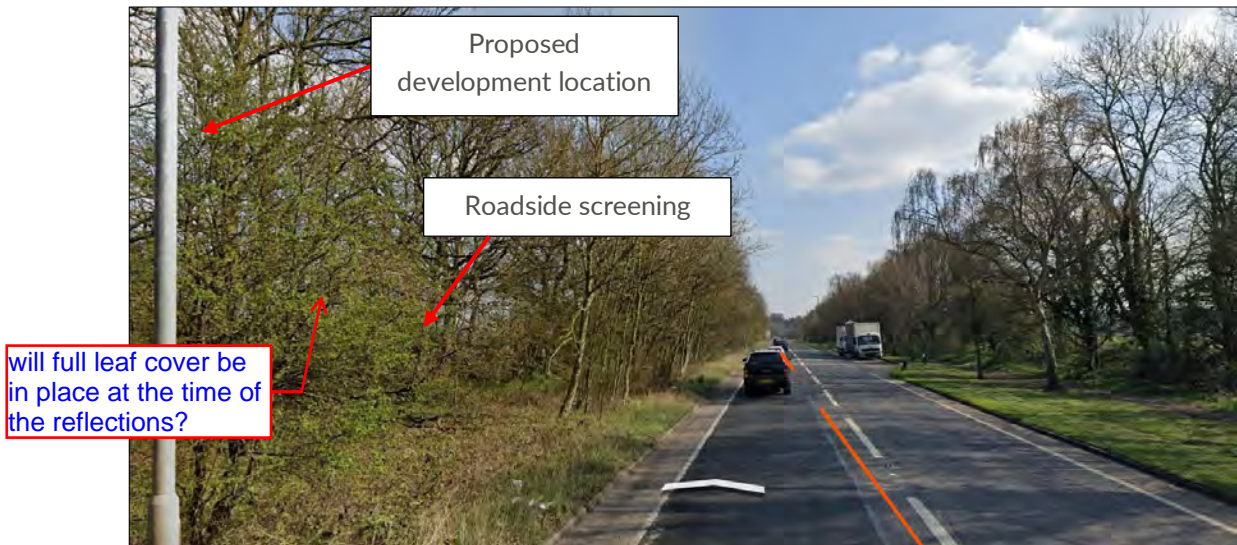 Proposed
development location
Roadside screening
will full leaf cover be
in place at the time of
the reflections?